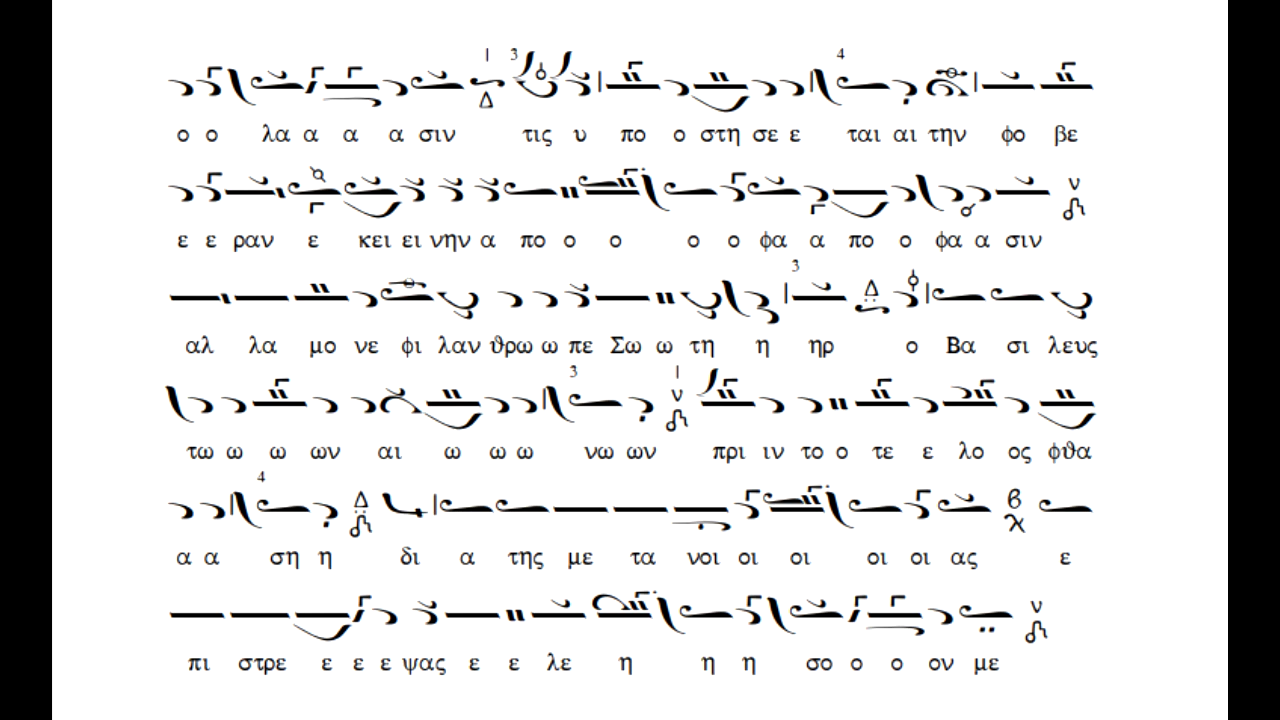 ο ο λα α α α σιν τις υ πο ο στη σε ε ται αι την φο βε
ε ε ραν ε κει ει νην α πο ο ο ο ο φα α πο ο φα α σιν
αλ λα μο νε φι λαν θρω ω πε Σω ω τη η ηρ ο Βα σι λευς
τω ω ω ων αι ω ω ω νω ων πρι ιν το ο τε ε λο ος φθα
α α ση η δι α της με τα νοι οι οι οι οι ας ε
πι στρε ε ε ε ψας ε ε λε η η η σο ο ο ον με